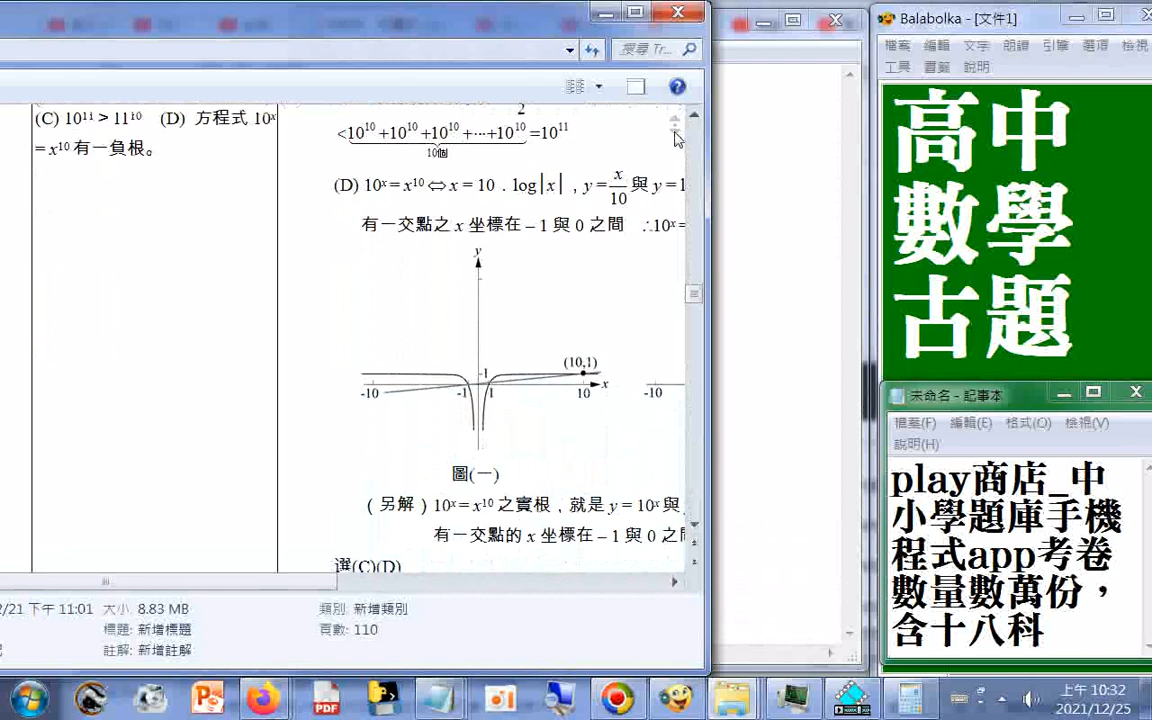 搜尋 Tr...
(C) 10¹¹ > 11¹⁰ (D) 方程式 10ˣ
= x¹⁰ 有一負根。
2
<10¹⁰ +10¹⁰ +10¹⁰ +⋯+10¹⁰ =10¹¹
10個
(D) 10ˣ = x¹⁰ ⇔ x = 10．log|x|，y = x/10 與 y = 1
有一交點之 x 坐標在 – 1 與 0 之間 ∴10ˣ =
y
(10,1)
1
x
-10
-1
1
10
-10
圖(一)
（另解）10ˣ = x¹⁰ 之實根，就是 y = 10ˣ 與
有一交點的 x 坐標在 – 1 與 0 之間
選(C)(D)
2/21 下午 11:01 大小: 8.83 MB 類別: 新增類別
標題: 新增標題 頁數: 110
註解: 新增註解
Balabolka - [文件1]
檔案 編輯 文字 朗讀 引擎 選項 檢視
工具 書籤 說明
高中
數學
古題
未命名 - 記事本
檔案(F) 編輯(E) 格式(O) 檢視(V)
說明(H)
play商店_中
小學題庫手機
程式app考卷
數量數萬份，
含十八科
PDF
上午 10:32
2021/12/25